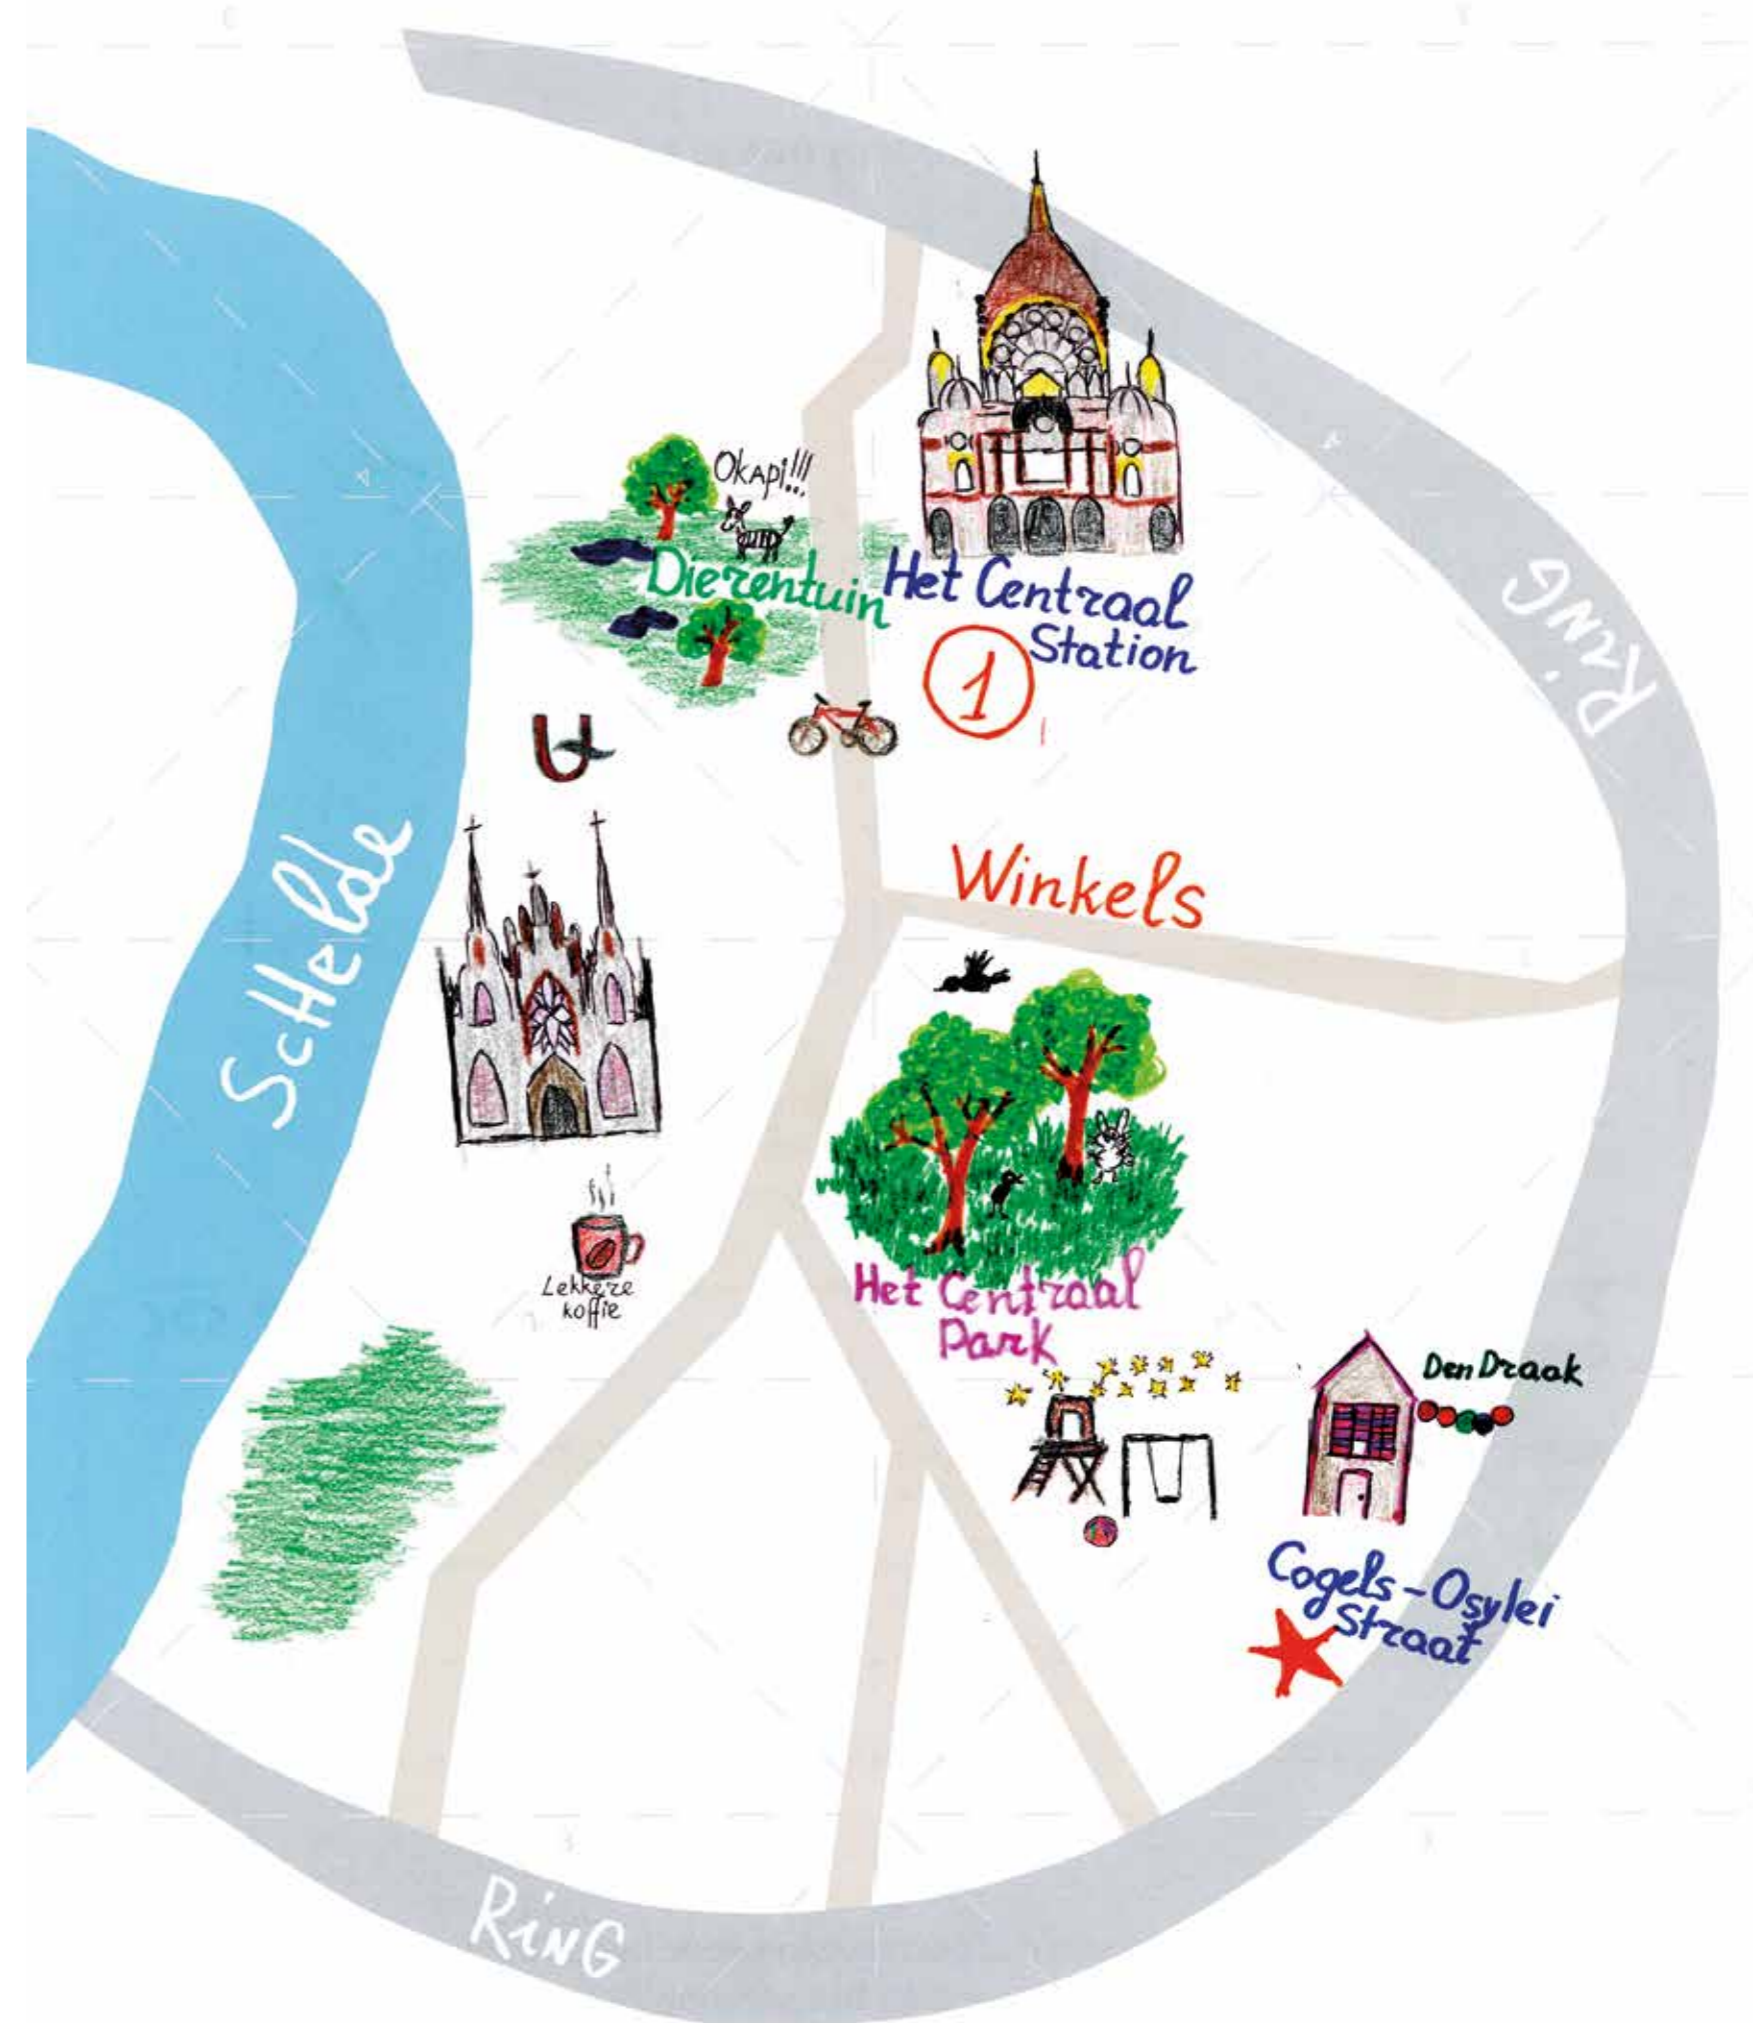 Okapi!!!
Dierentuin
Het Centraal
Station
1
RiNG
Winkels
ScHelde
Lekkere
koffie
Het Centraal
Park
Den Draak
Cogels-Osylei
Straat
RiNG